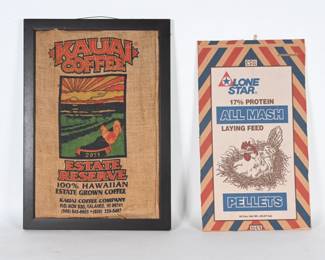 KAUAI
COFFEE
2011
ESTATE
RESERVE
100% HAWAIIAN
ESTATE GROWN COFFEE
KAUAI COFFEE COMPANY
LONE
STAR
17% PROTEIN
ALL MASH
LAYING FEED
PELLETS